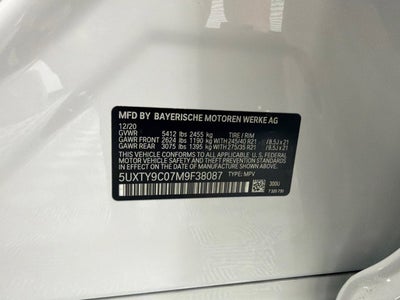 MFD BY BAYERISCHE MOTOREN WERKE AG
12/20
GVWR 5412 lbs 2455 kg TIRE / RIM
GAWR FRONT 2624 lbs 1190 kg 245/40 R21 / 8.5J x 21
GAWR REAR 3075 lbs 1395 kg 275/35 R21 / 9.5J x 21
THIS VEHICLE CONFORMS TO ALL APPLICABLE
FEDERAL MOTOR VEHICLE SAFETY, BUMPER, AND THEFT
PREVENTION STANDARDS IN EFFECT ON THE DATE OF
MANUFACTURE SHOWN ABOVE.
5UXTY9C07M9F38087 TYPE: MPV
300U